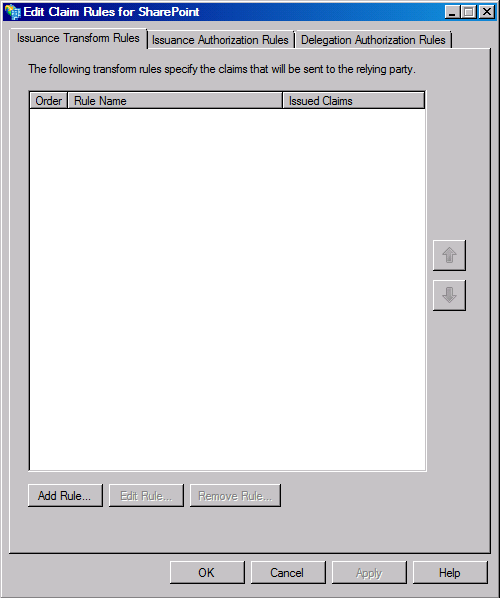 Edit Claim Rules for SharePoint
Issuance Transform Rules Issuance Authorization Rules Delegation Authorization Rules
The following transform rules specify the claims that will be sent to the relying party.
Order Rule Name Issued Claims
Add Rule... Edit Rule... Remove Rule...
OK Cancel Apply Help